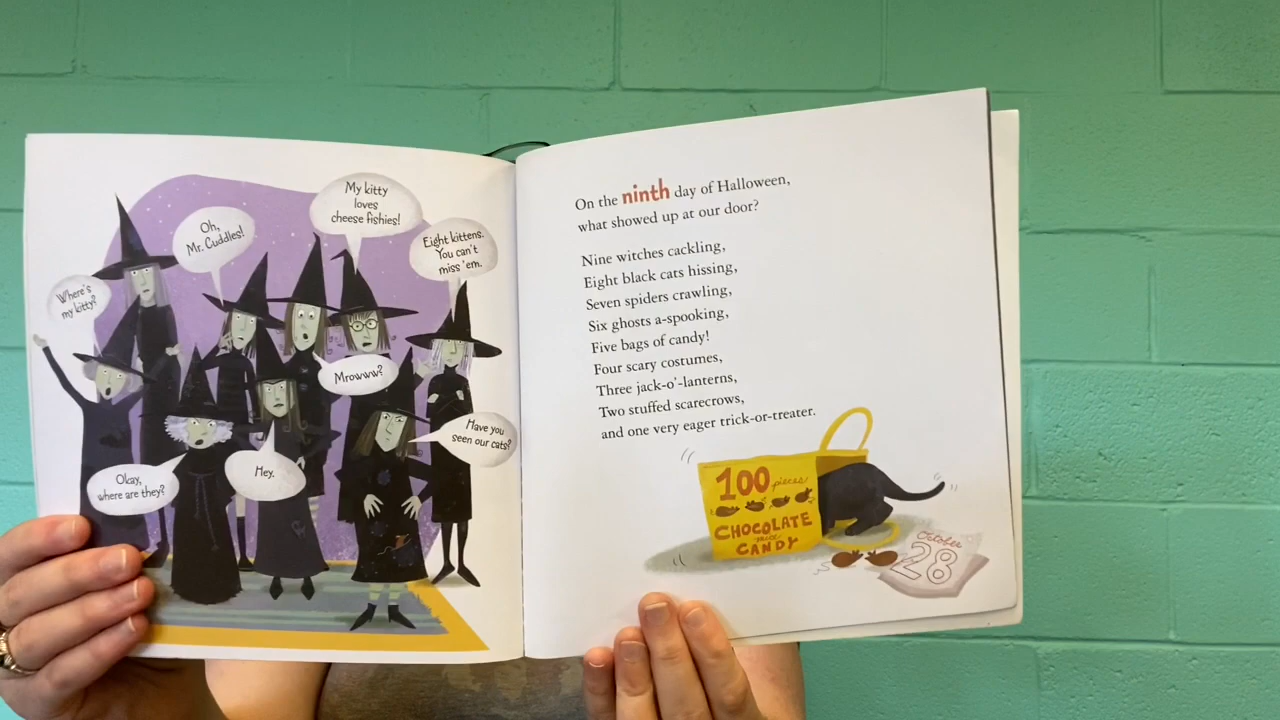 Where's
my kitty?
Oh,
Mr. Cuddles!
My kitty
loves
cheese fishies!
Eight kittens.
You can't
miss 'em.
Mrowww?
Have you
seen our cats?
Okay,
where are they?
Hey.
On the ninth day of Halloween,
what showed up at our door?
Nine witches cackling,
Eight black cats hissing,
Seven spiders crawling,
Six ghosts a-spooking,
Five bags of candy!
Four scary costumes,
Three jack-o'-lanterns,
Two stuffed scarecrows,
and one very eager trick-or-treater.
100 pieces
CHOCOLATE
mice
CANDY
October
28